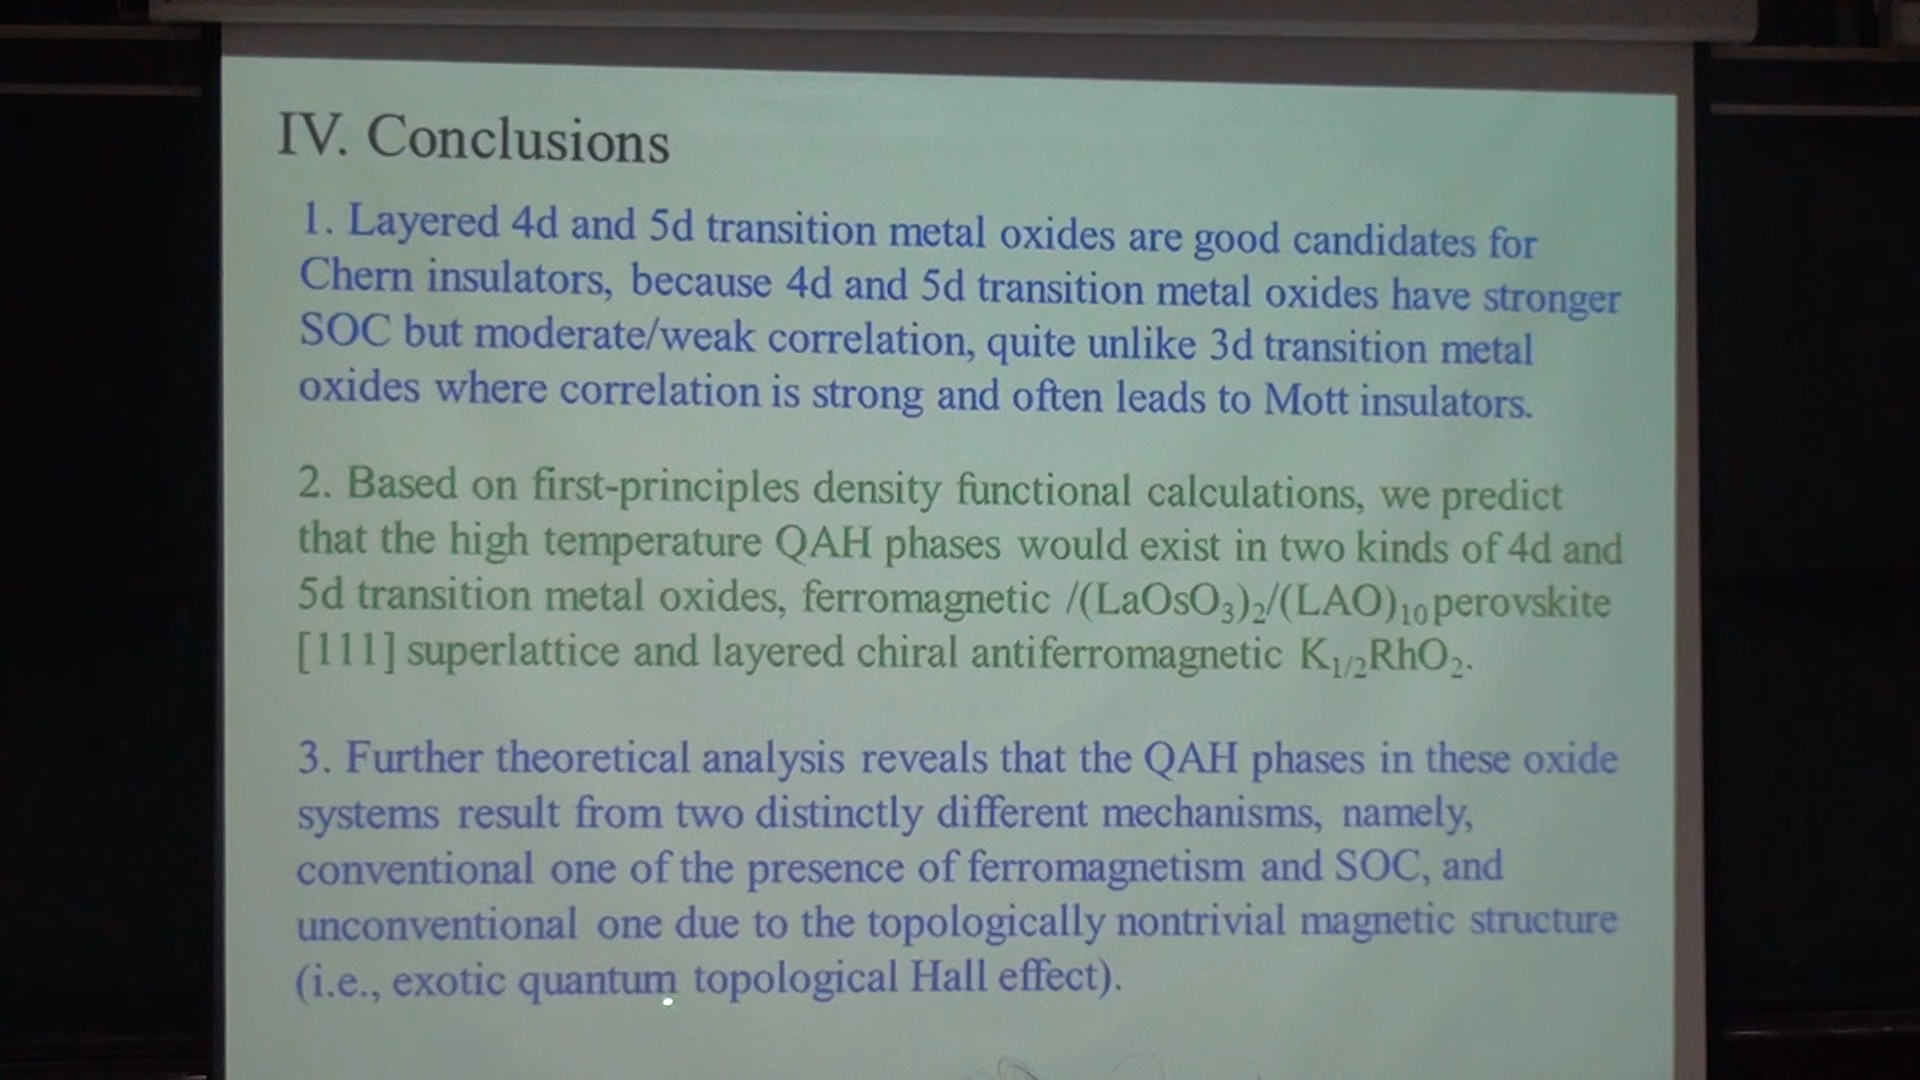 IV. Conclusions
1. Layered 4d and 5d transition metal oxides are good candidates for
Chern insulators, because 4d and 5d transition metal oxides have stronger
SOC but moderate/weak correlation, quite unlike 3d transition metal
oxides where correlation is strong and often leads to Mott insulators.
2. Based on first-principles density functional calculations, we predict
that the high temperature QAH phases would exist in two kinds of 4d and
5d transition metal oxides, ferromagnetic /(LaOsO₃)₂/(LAO)₁₀ perovskite
[111] superlattice and layered chiral antiferromagnetic K₁/₂RhO₂.
3. Further theoretical analysis reveals that the QAH phases in these oxide
systems result from two distinctly different mechanisms, namely,
conventional one of the presence of ferromagnetism and SOC, and
unconventional one due to the topologically nontrivial magnetic structure
(i.e., exotic quantum topological Hall effect).